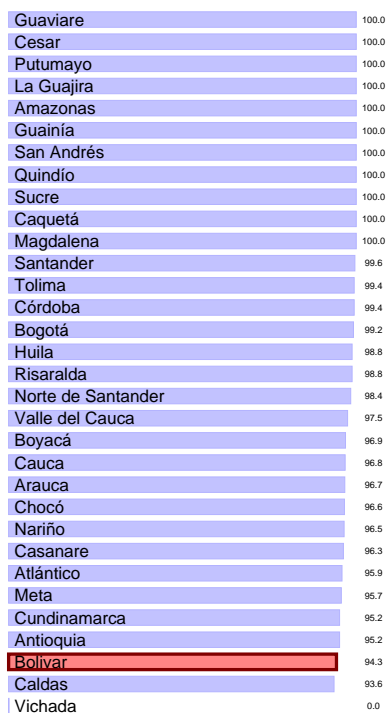 Guaviare 100.0
Cesar 100.0
Putumayo 100.0
La Guajira 100.0
Amazonas 100.0
Guainía 100.0
San Andrés 100.0
Quindío 100.0
Sucre 100.0
Caquetá 100.0
Magdalena 100.0
Santander 99.6
Tolima 99.4
Córdoba 99.4
Bogotá 99.2
Huila 98.8
Risaralda 98.8
Norte de Santander 98.4
Valle del Cauca 97.5
Boyacá 96.9
Cauca 96.8
Arauca 96.7
Chocó 96.6
Nariño 96.5
Casanare 96.3
Atlántico 95.9
Meta 95.7
Cundinamarca 95.2
Antioquia 95.2
Bolivar 94.3
Caldas 93.6
Vichada 0.0